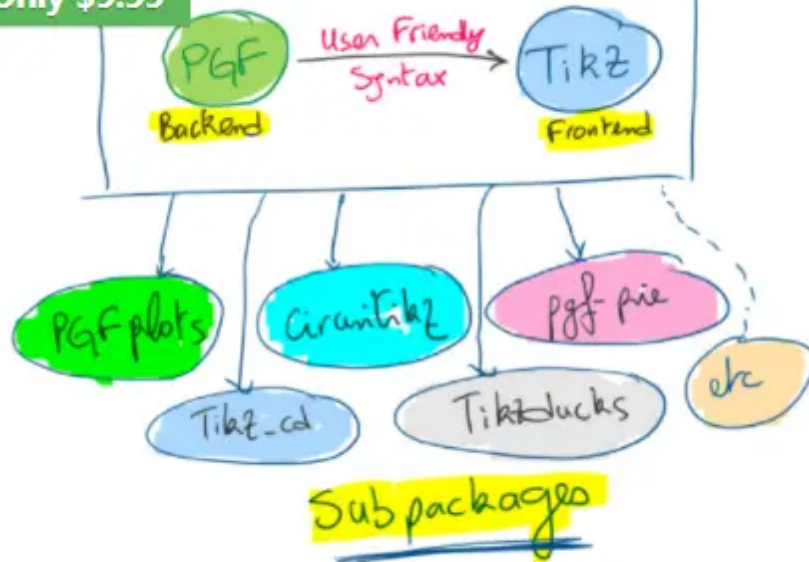 only $9.99
PGF
User Friendly
Syntax
TikZ
Backend
Frontend
PGFplots
Circuitikz
pgf-pie
etc
Tikz-cd
Tikzducks
Subpackages